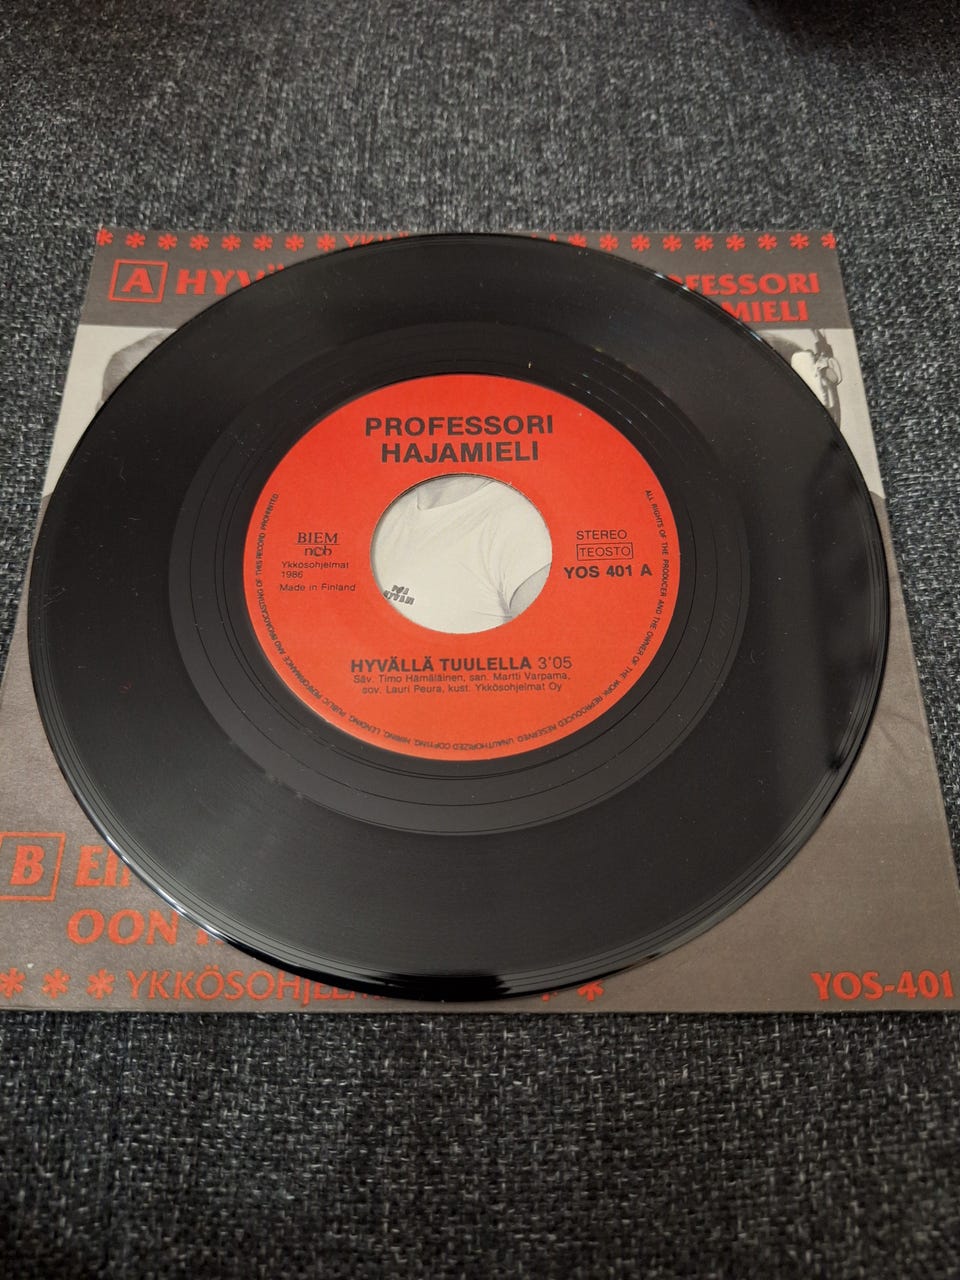 A
PROFESSORI
HAJAMIELI
BIEM
ncb
Ykkösohjelmat
1986
Made in Finland
STEREO
TEOSTO
YOS 401 A
HYVÄLLÄ TUULELLA 3'05
Säv. Timo Hämäläinen, san. Martti Varpama,
sov. Lauri Peura, kust. Ykkösohjelmat Oy
ALL RIGHTS OF THE PRODUCER AND THE OWNER OF THE WORK REPRODUCED RESERVED UNAUTHORIZED COPYING, HIRING, LENDING, PUBLIC PERFORMANCE AND BROADCASTING OF THIS RECORD PROHIBITED
B
OON
YOS-401